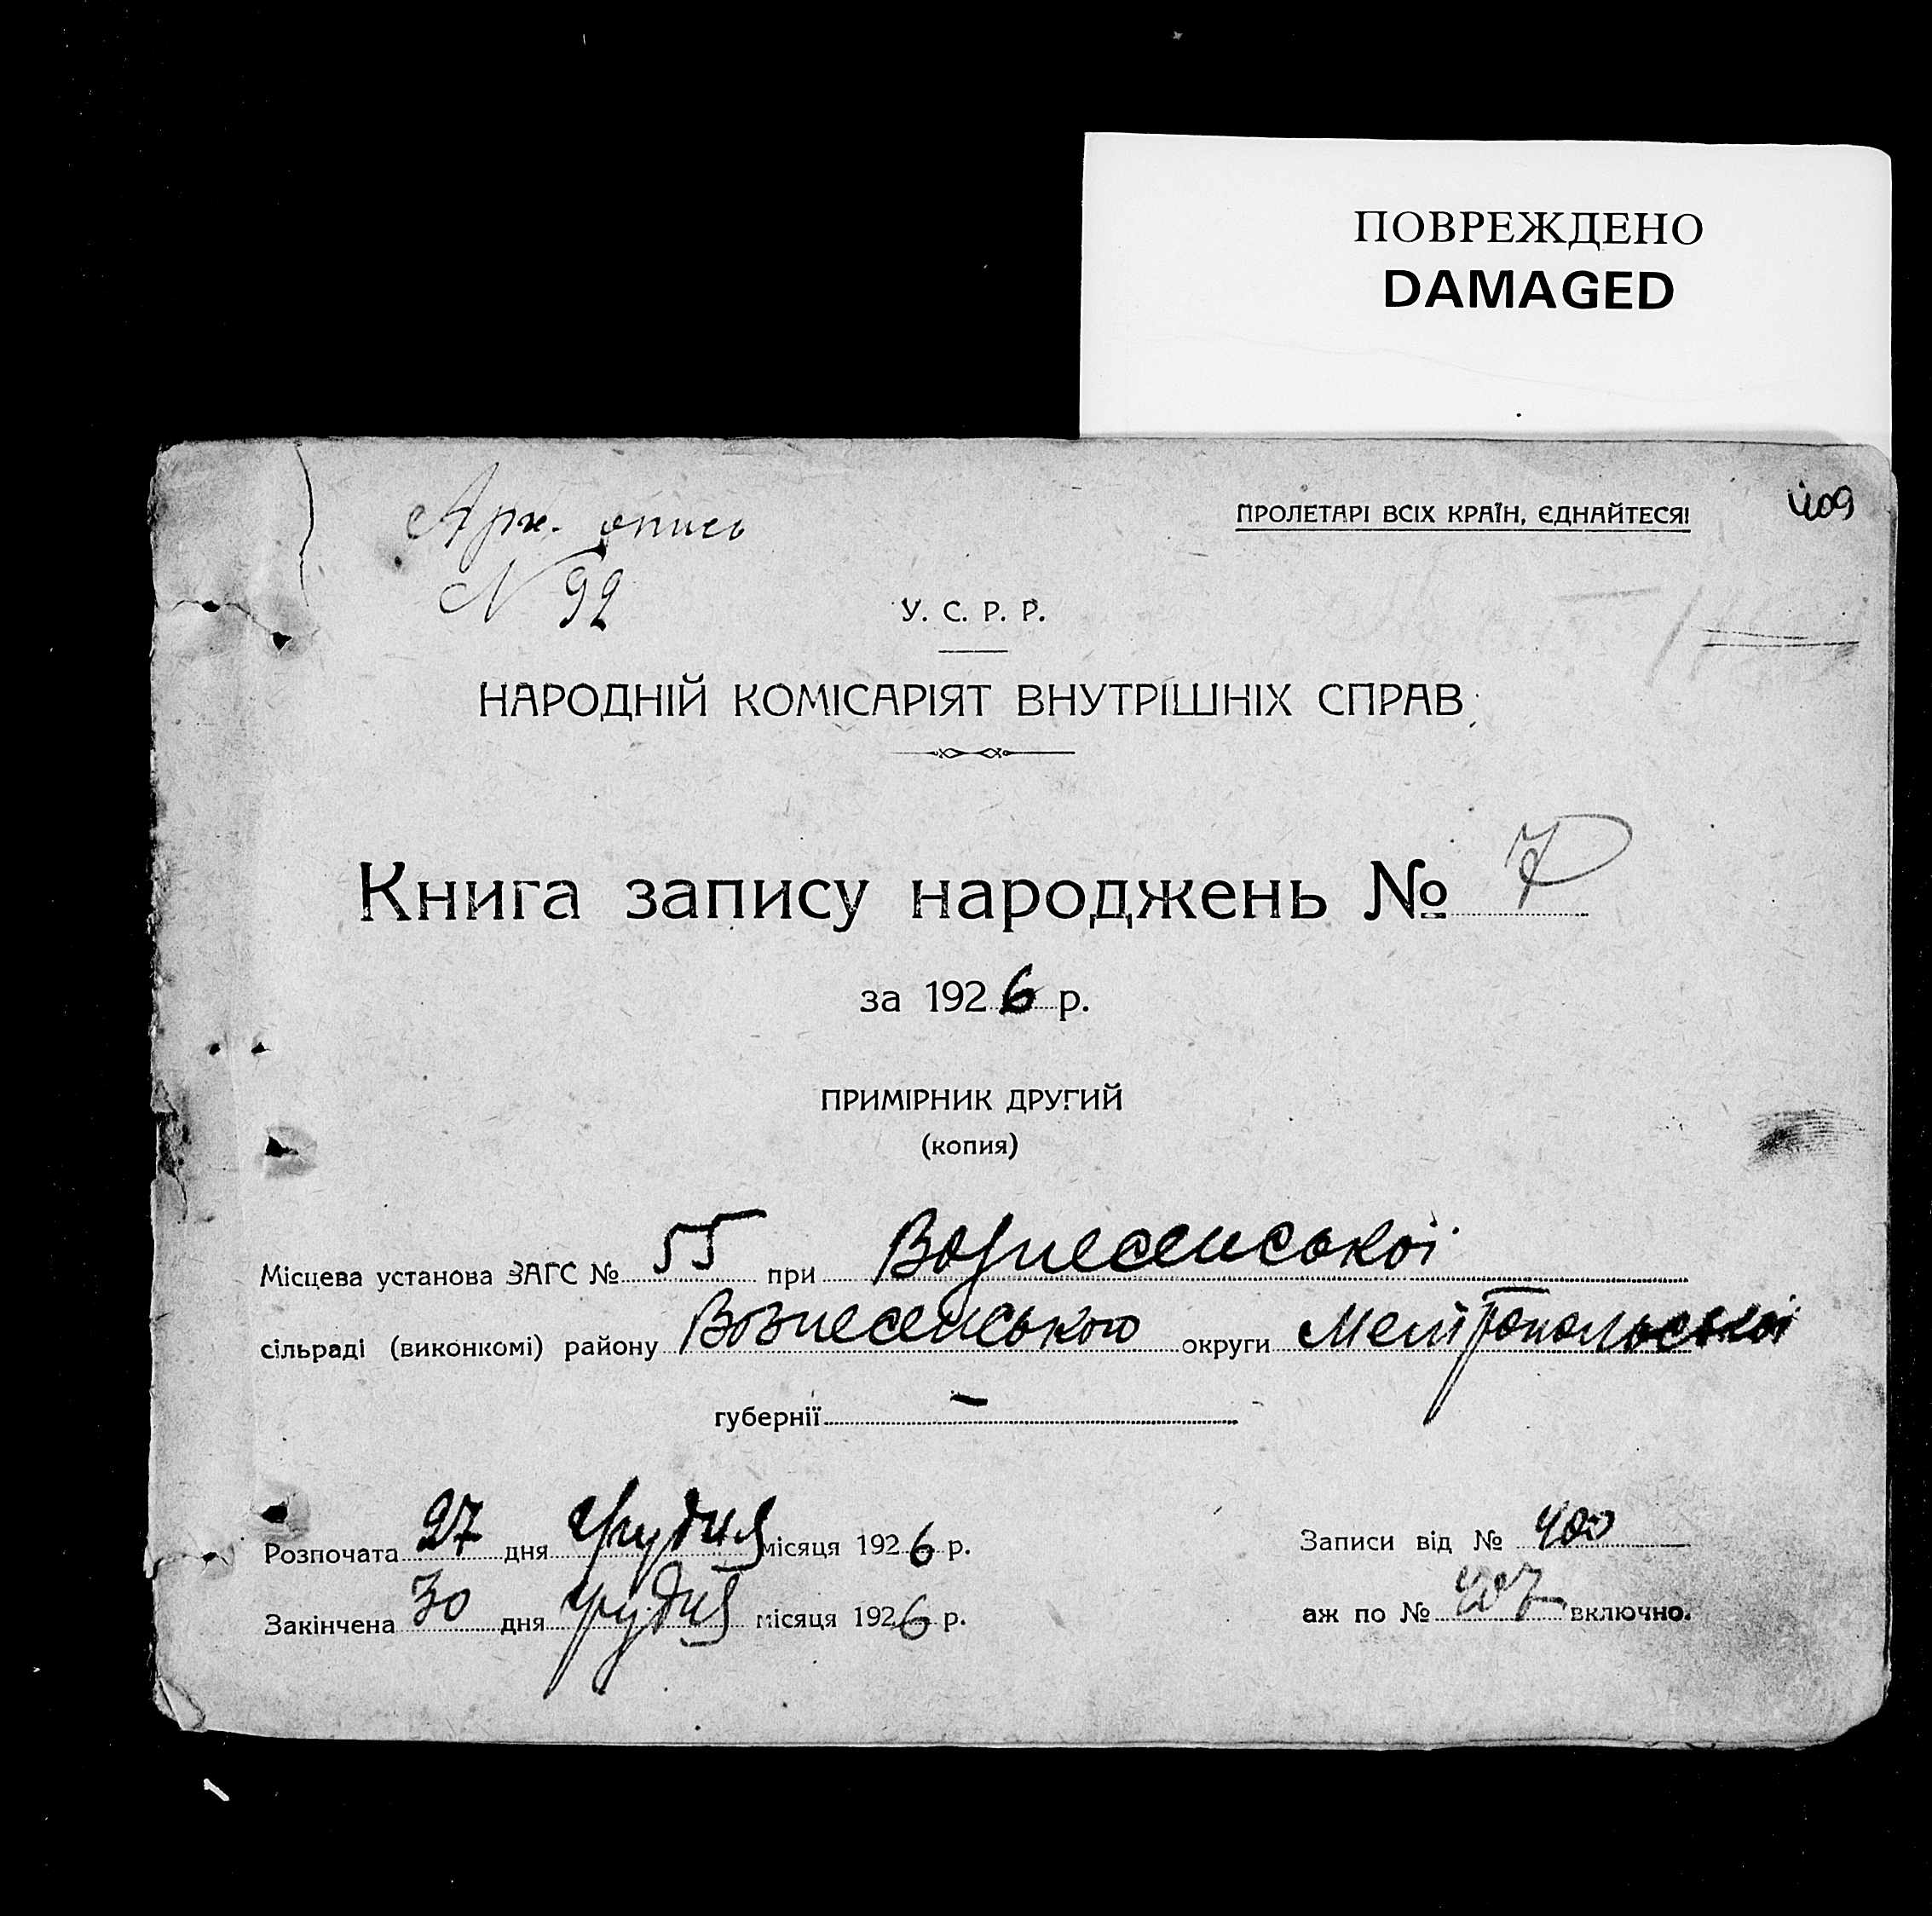 ПОВРЕЖДЕНО
DAMAGED
Арх. опись
N 92
ПРОЛЕТАРІ ВСІХ КРАЇН, ЄДНАЙТЕСЯ!
409
У. С. Р. Р.
НАРОДНІЙ КОМІСАРІЯТ ВНУТРІШНІХ СПРАВ
Книга запису народжень № 7
за 1926 р.
ПРИМІРНИК ДРУГИЙ
(копия)
Місцева установа ЗАГС № 55 при Вознесенської
сільраді (виконкомі) району Вознесенського округи Мелітопольської
губернії —
Розпочата 27 дня грудня місяця 1926 р.
Записи від № 400
Закінчена 30 дня грудня місяця 1926 р.
аж по № 407 включно.